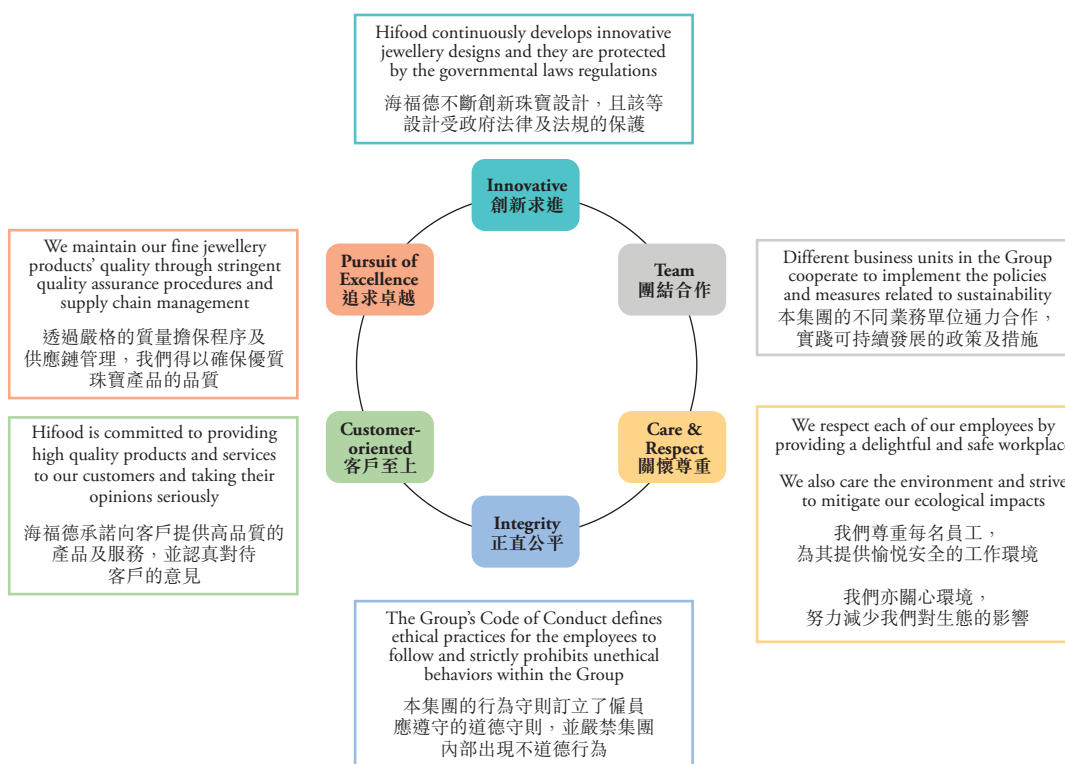 Hifood continuously develops innovative
jewellery designs and they are protected
by the governmental laws regulations
海福德不斷創新珠寶設計，且該等
設計受政府法律及法規的保護
Innovative
創新求進
Pursuit of
Excellence
追求卓越
Team
團結合作
We maintain our fine jewellery
products’ quality through stringent
quality assurance procedures and
supply chain management
透過嚴格的質量擔保程序及
供應鏈管理，我們得以確保優質
珠寶產品的品質
Different business units in the Group
cooperate to implement the policies
and measures related to sustainability
本集團的不同業務單位通力合作，
實踐可持續發展的政策及措施
Customer-
oriented
客戶至上
Care &
Respect
關懷尊重
Hifood is committed to providing
high quality products and services
to our customers and taking their
opinions seriously
海福德承諾向客戶提供高品質的
產品及服務，並認真對待
客戶的意見
We respect each of our employees by
providing a delightful and safe workplace
We also care the environment and strive
to mitigate our ecological impacts
我們尊重每名員工，
為其提供愉悅安全的工作環境
我們亦關心環境，
努力減少我們對生態的影響
Integrity
正直公平
The Group’s Code of Conduct defines
ethical practices for the employees to
follow and strictly prohibits unethical
behaviors within the Group
本集團的行為守則訂立了僱員
應遵守的道德守則，並嚴禁集團
內部出現不道德行為